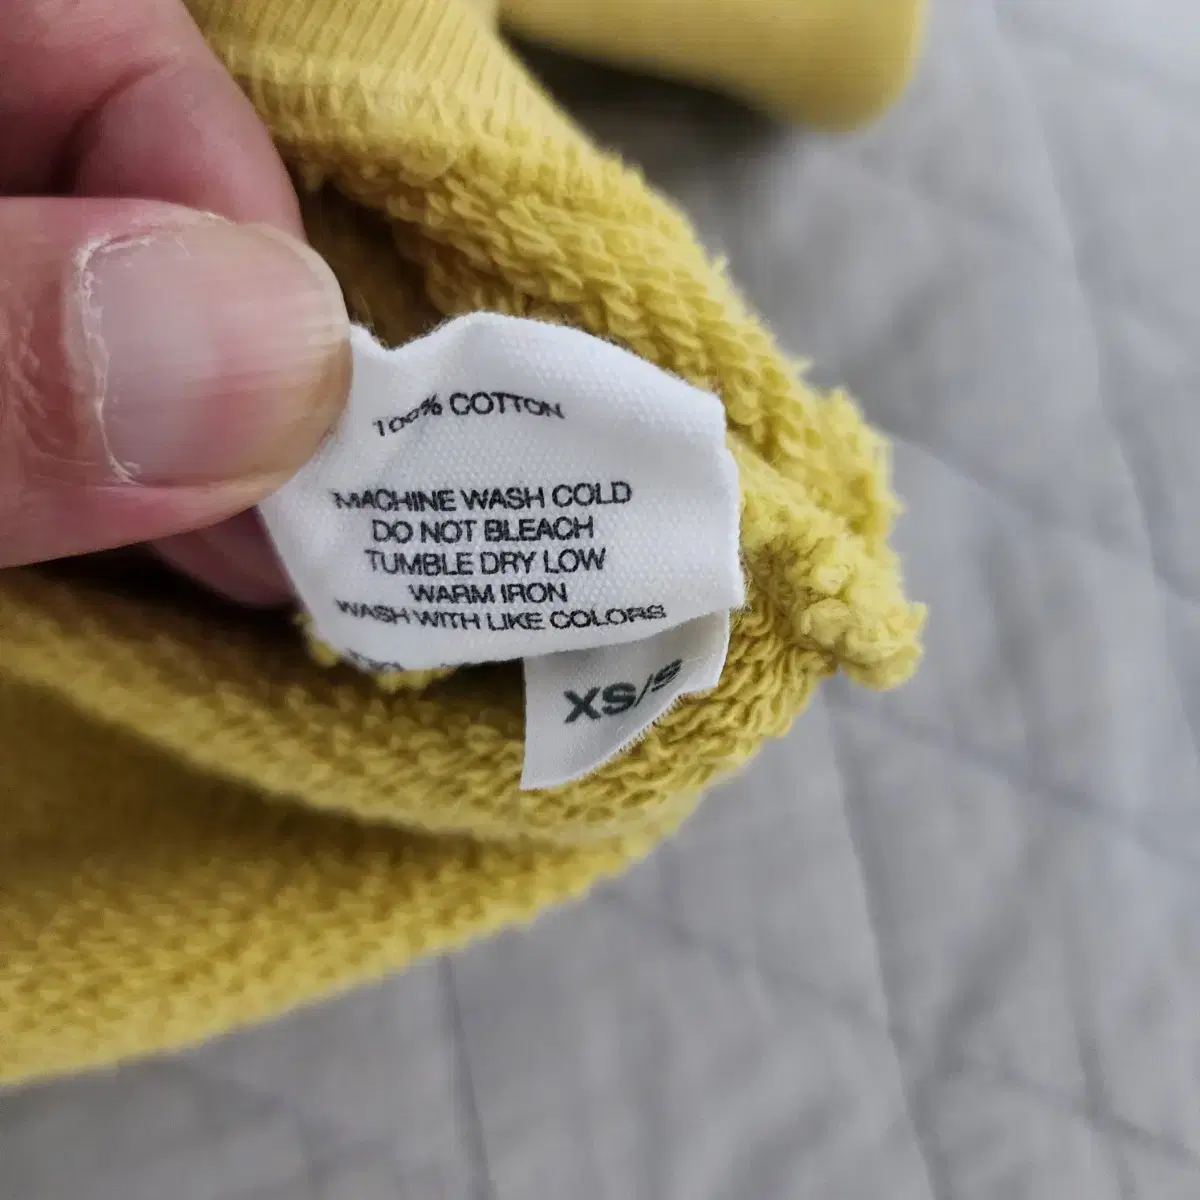 100% COTTON
MACHINE WASH COLD
DO NOT BLEACH
TUMBLE DRY LOW
WARM IRON
WASH WITH LIKE COLORS
XS/S